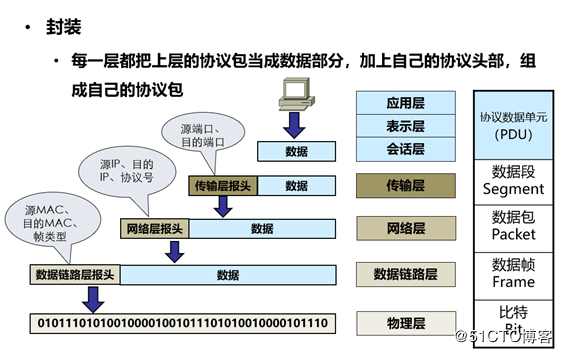 • 封装
• 每一层都把上层的协议包当成数据部分，加上自己的协议头部，组
成自己的协议包
源端口、
目的端口
数据
源IP、目的
IP、协议号
传输层报头
数据
源MAC、
目的MAC、
帧类型
网络层报头
数据
数据链路层报头
数据
010111010100100001001011101010010000101110
应用层
表示层
会话层
传输层
网络层
数据链路层
物理层
协议数据单元
（PDU）
数据段
Segment
数据包
Packet
数据帧
Frame
比特
Bit
@51CTO博客